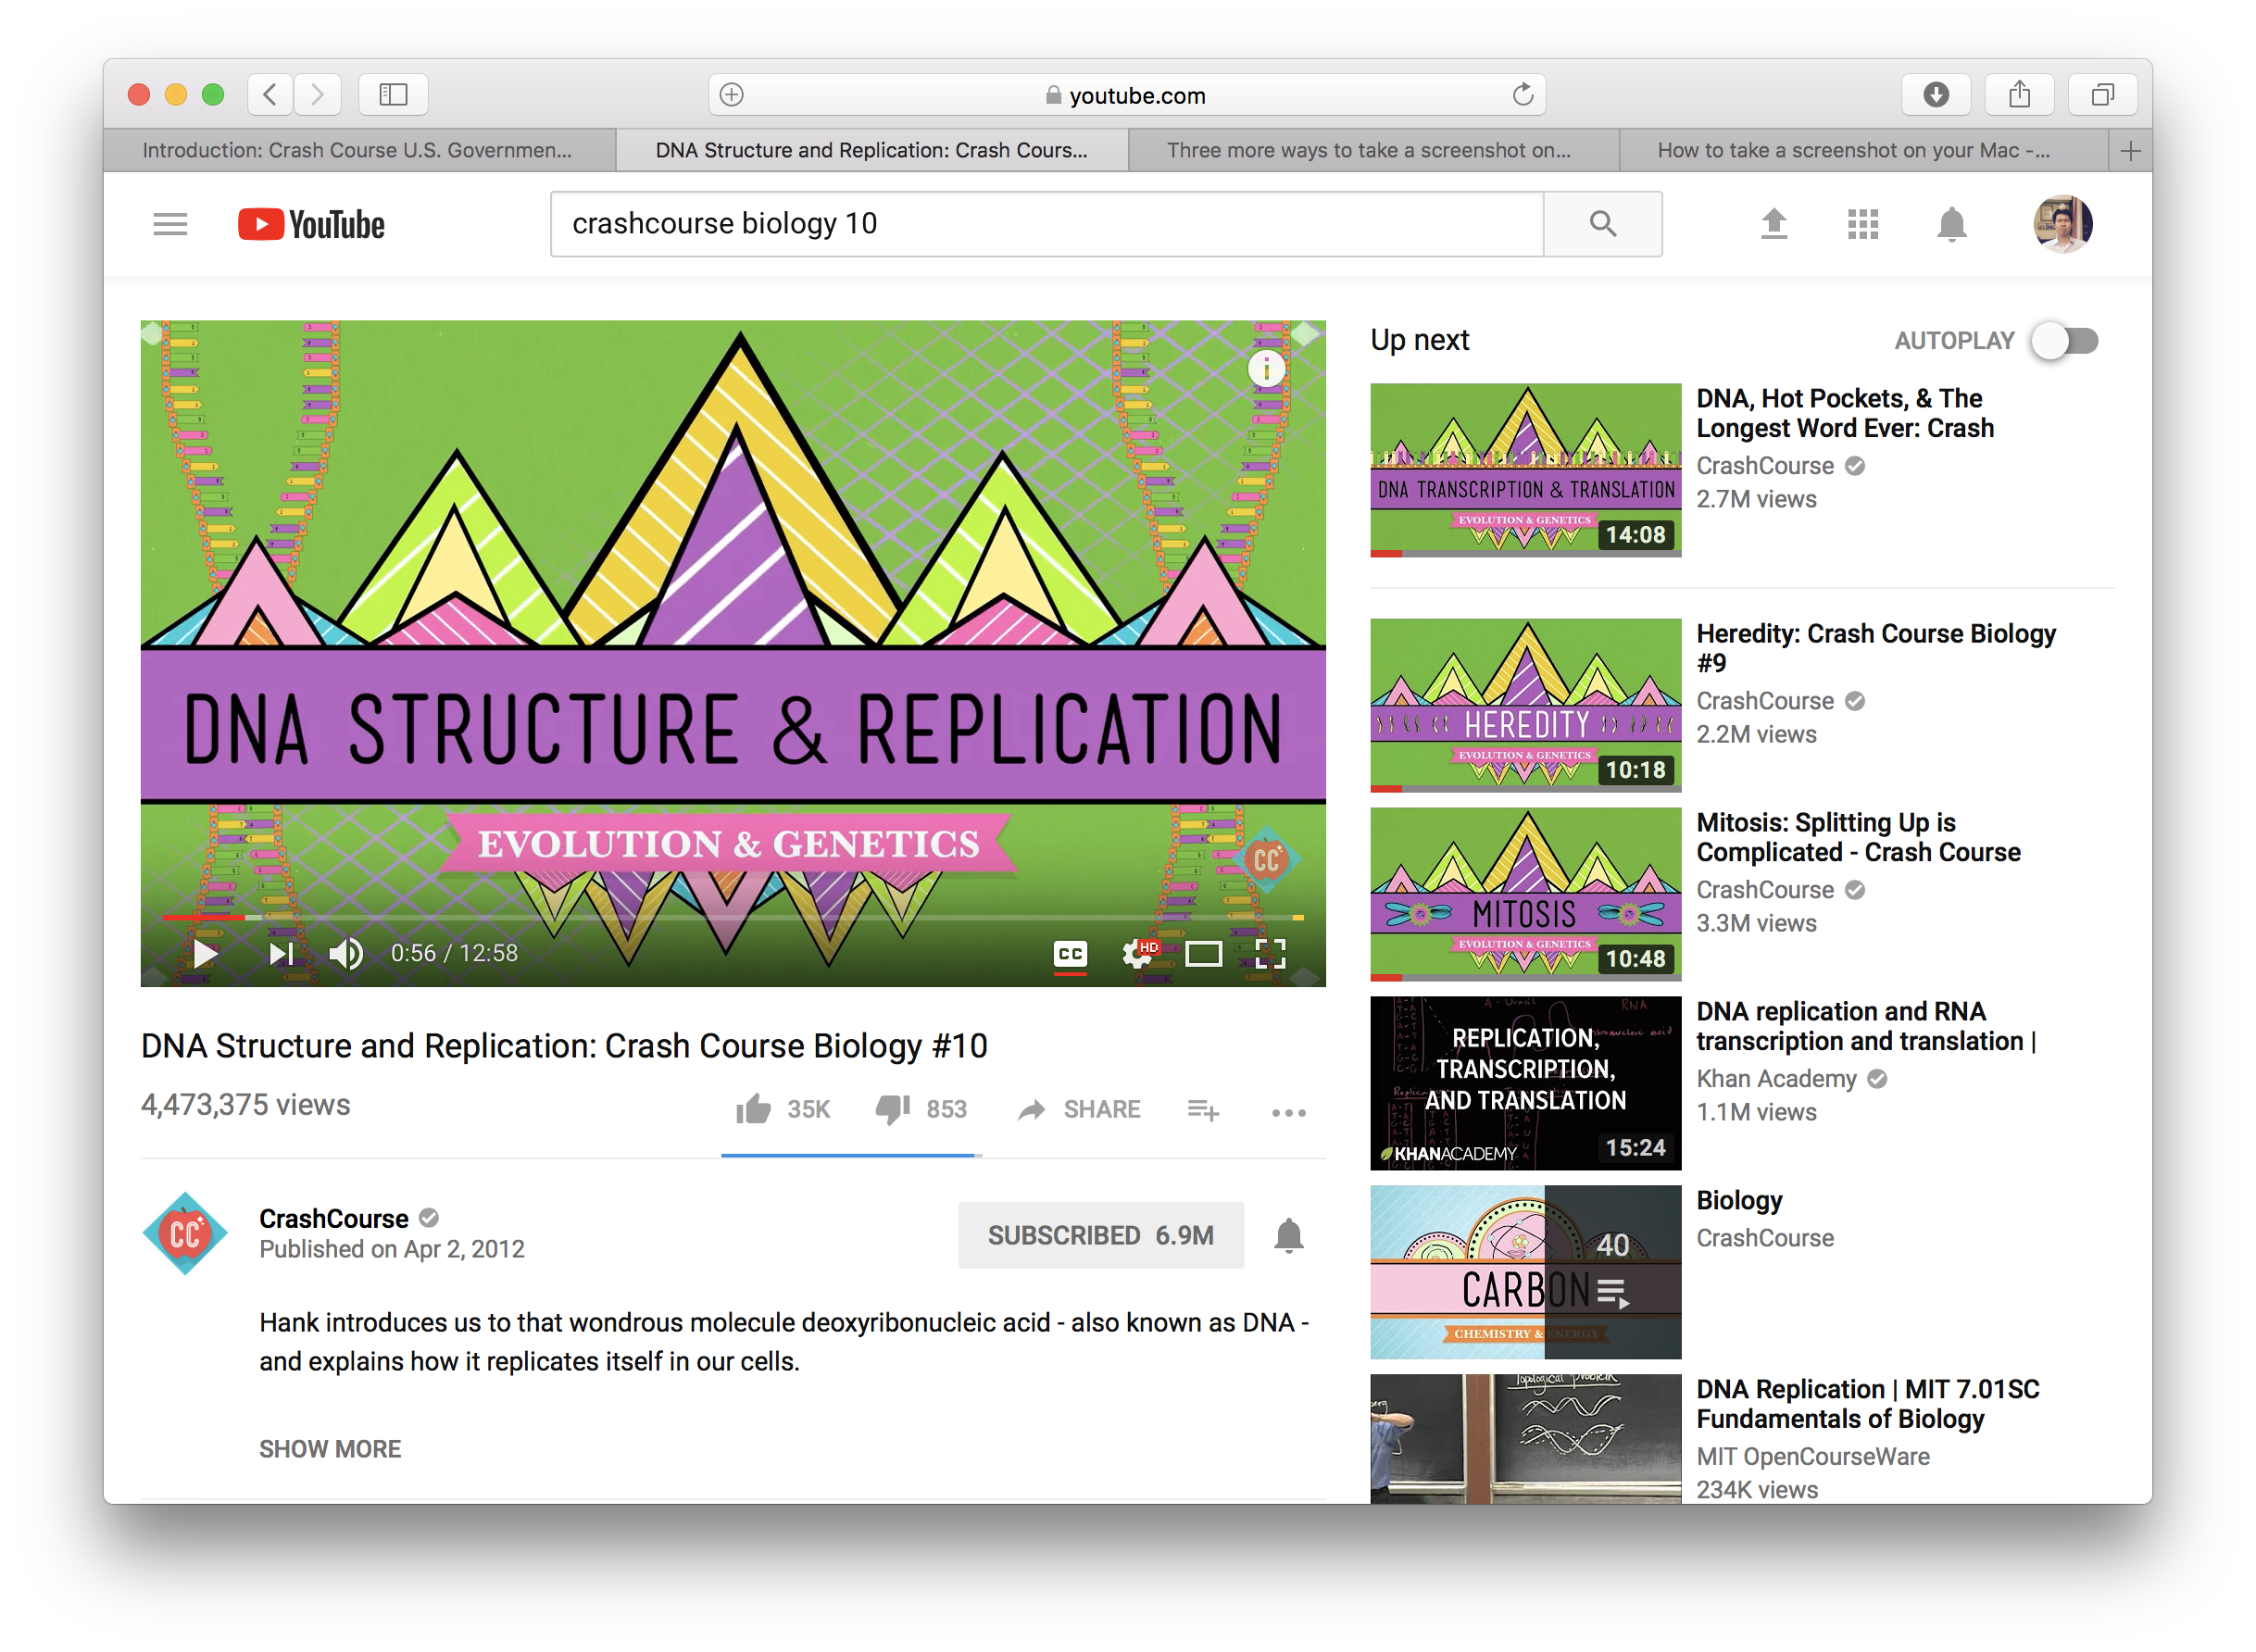 youtube.com
Introduction: Crash Course U.S. Governmen...
DNA Structure and Replication: Crash Cours...
Three more ways to take a screenshot on...
How to take a screenshot on your Mac -...
YouTube
crashcourse biology 10
DNA STRUCTURE & REPLICATION
EVOLUTION & GENETICS
CC
0:56 / 12:58
CC
HD
DNA Structure and Replication: Crash Course Biology #10
4,473,375 views
35K
853
SHARE
CC
CrashCourse
Published on Apr 2, 2012
SUBSCRIBED 6.9M
Hank introduces us to that wondrous molecule deoxyribonucleic acid - also known as DNA -
and explains how it replicates itself in our cells.
SHOW MORE
Up next
AUTOPLAY
DNA TRANSCRIPTION & TRANSLATION
EVOLUTION & GENETICS
14:08
DNA, Hot Pockets, & The
Longest Word Ever: Crash
CrashCourse
2.7M views
HEREDITY
EVOLUTION & GENETICS
10:18
Heredity: Crash Course Biology
#9
CrashCourse
2.2M views
MITOSIS
EVOLUTION & GENETICS
10:48
Mitosis: Splitting Up is
Complicated - Crash Course
CrashCourse
3.3M views
A - Uracil
RNA
REPLICATION,
TRANSCRIPTION,
AND TRANSLATION
KHANACADEMY
15:24
DNA replication and RNA
transcription and translation |
Khan Academy
1.1M views
CARBON
CHEMISTRY & ENERGY
40
Biology
CrashCourse
Topological problem
DNA Replication | MIT 7.01SC
Fundamentals of Biology
MIT OpenCourseWare
234K views